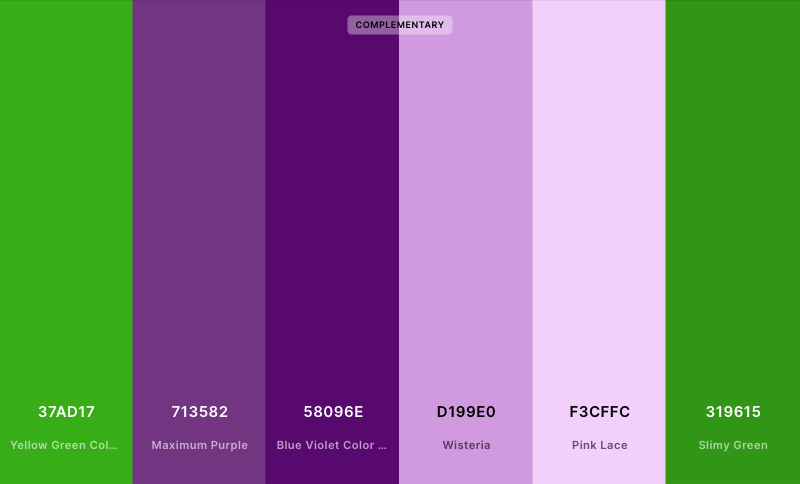 COMPLEMENTARY
37AD17 713582 58096E D199E0 F3CFFC 319615
Yellow Green Col... Maximum Purple Blue Violet Color ... Wisteria Pink Lace Slimy Green